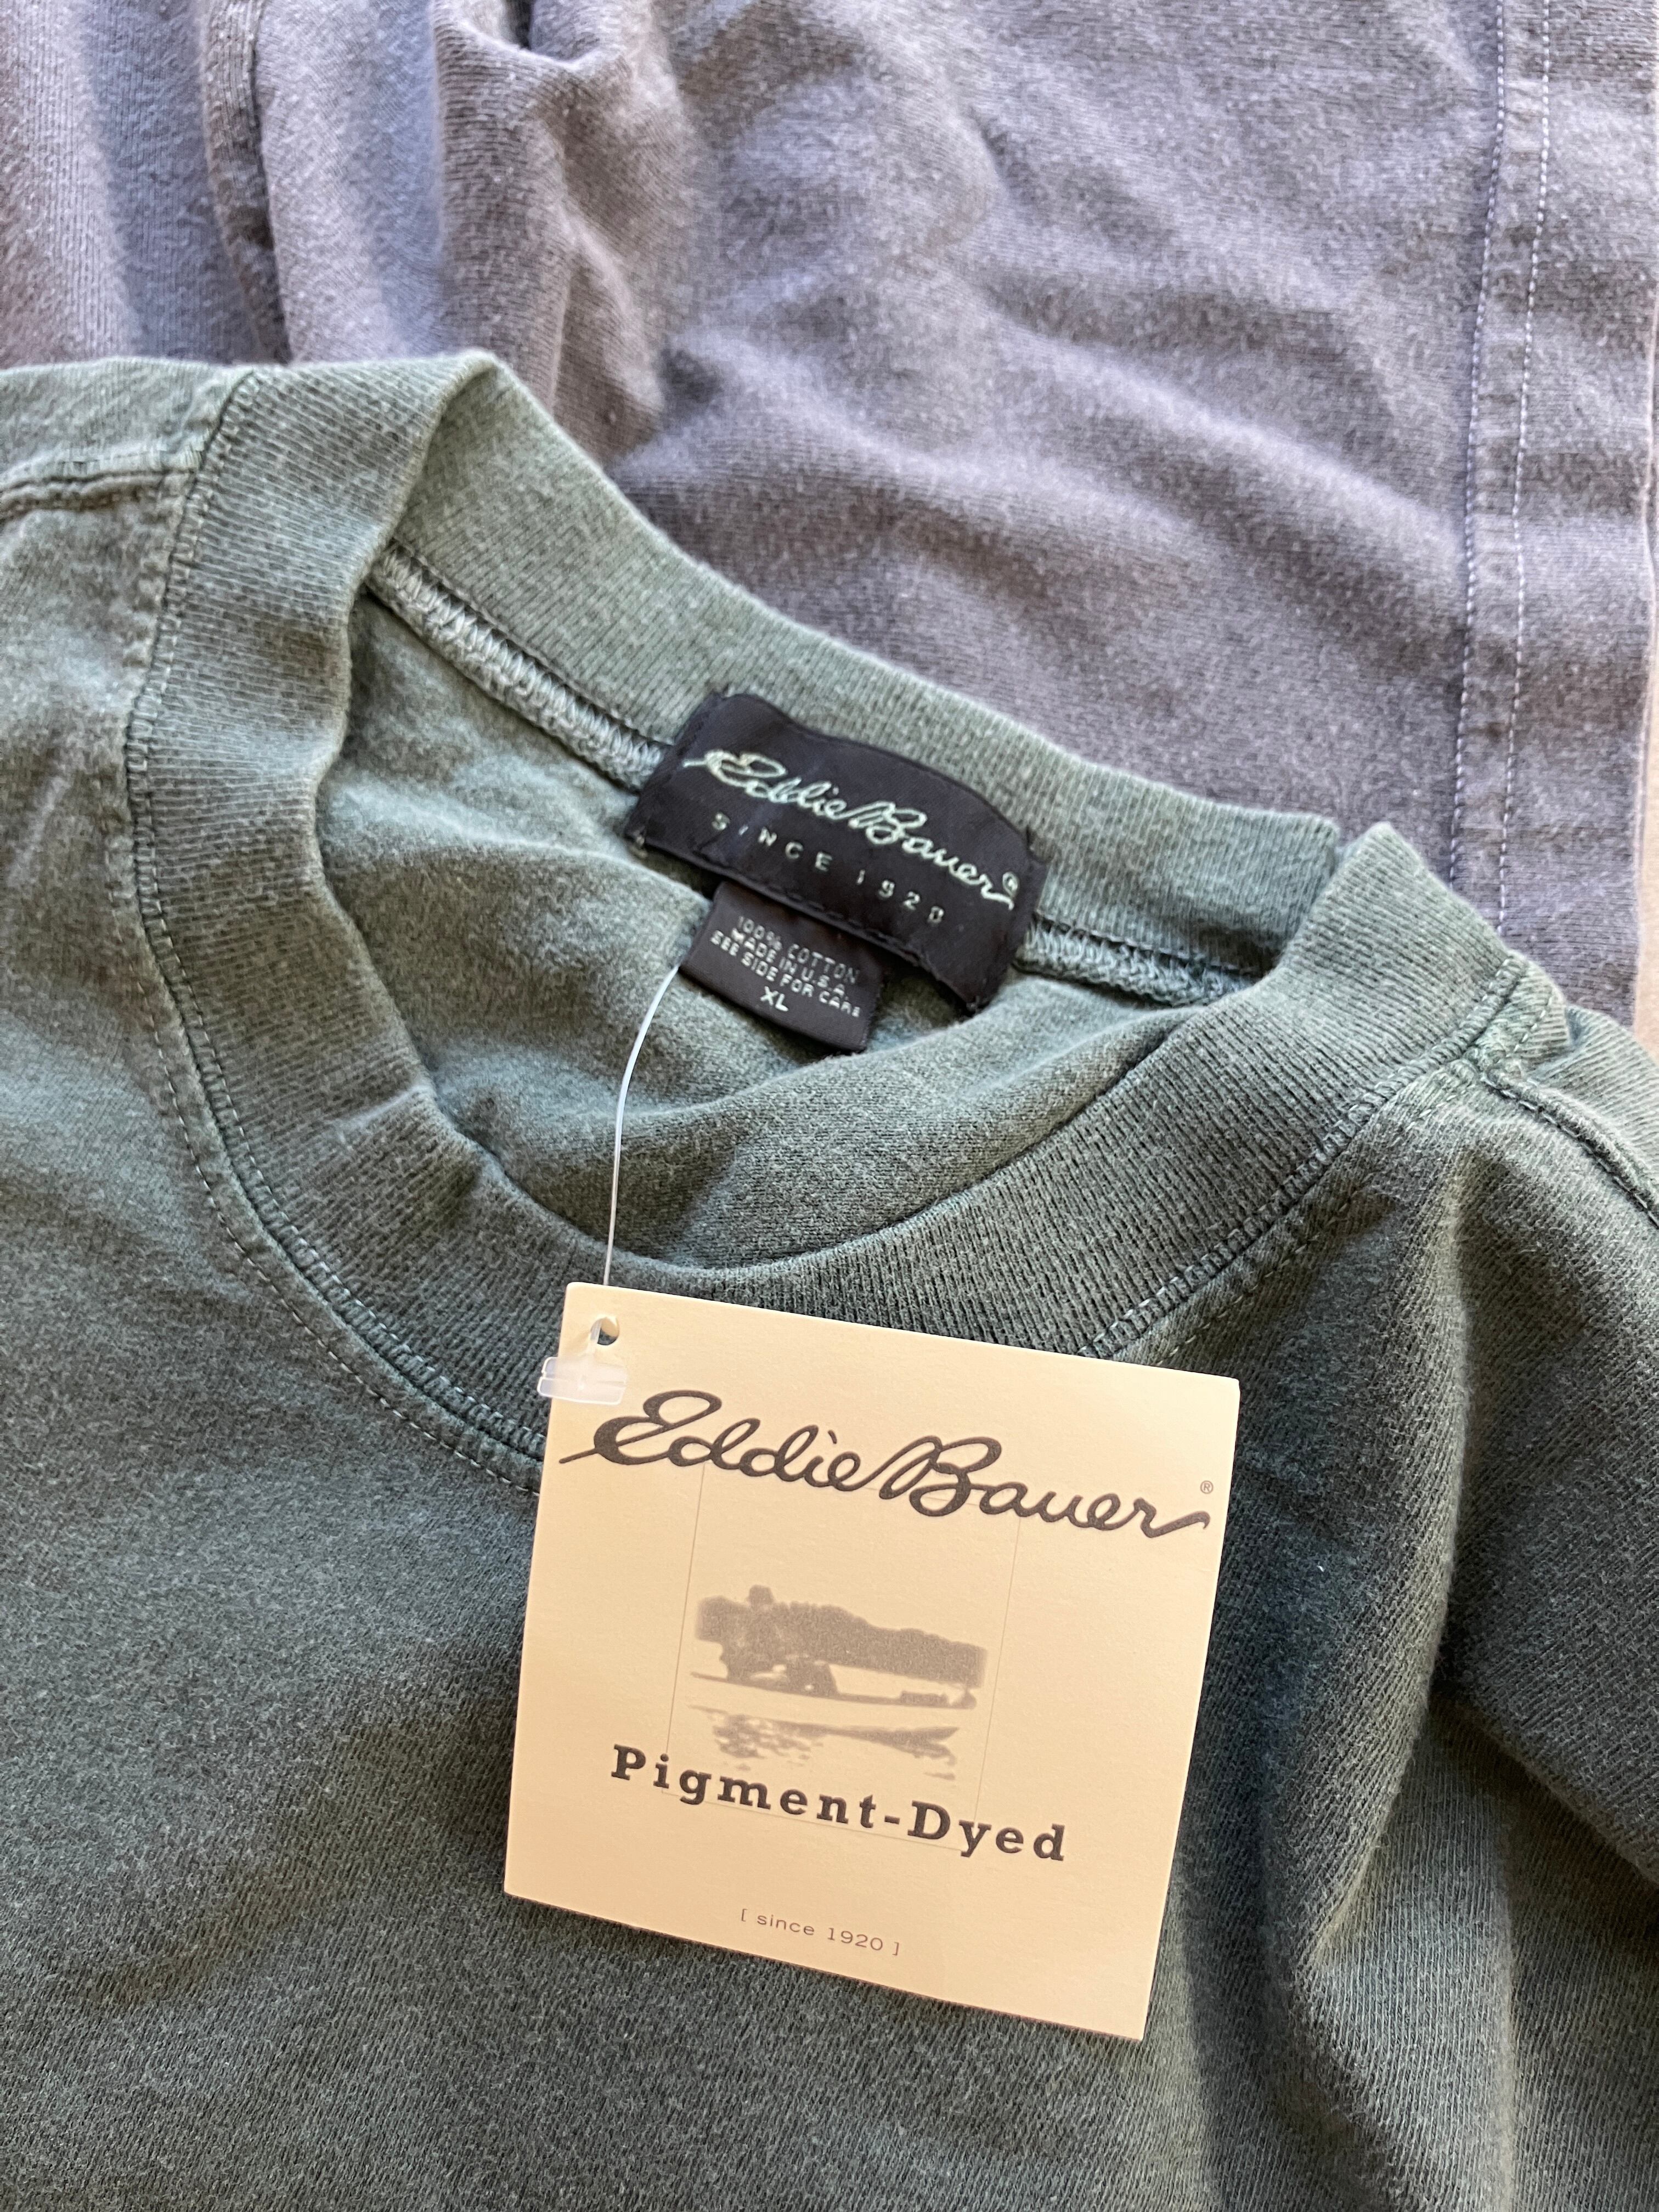 Eddie Bauer®
SINCE 1920
100% COTTON
MADE IN U.S.A.
SEE SIDE FOR CARE
XL
Eddie Bauer®
Pigment-Dyed
[ since 1920 ]